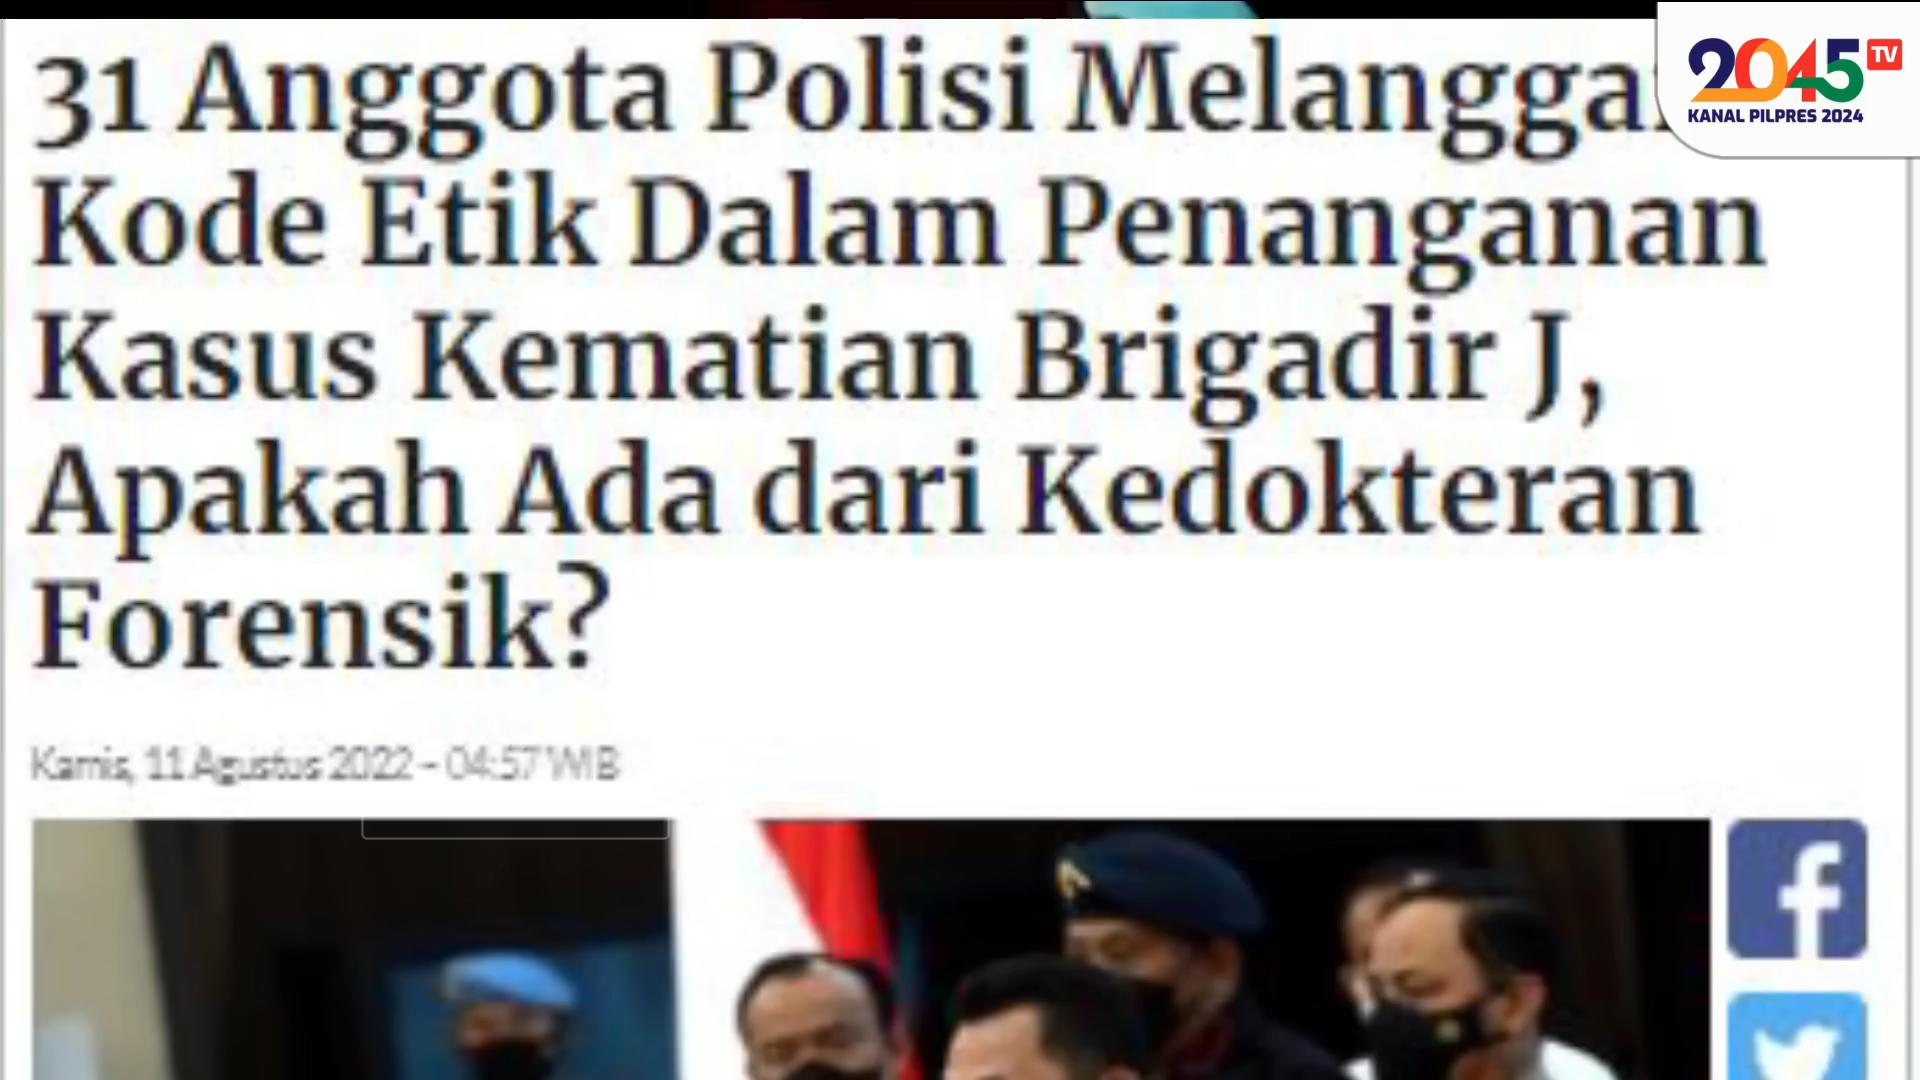 31 Anggota Polisi Melanggar
Kode Etik Dalam Penanganan
Kasus Kematian Brigadir J,
Apakah Ada dari Kedokteran
Forensik?
Kamis, 11 Agustus 2022 - 04:57 WIB
2045 TV
KANAL PILPRES 2024